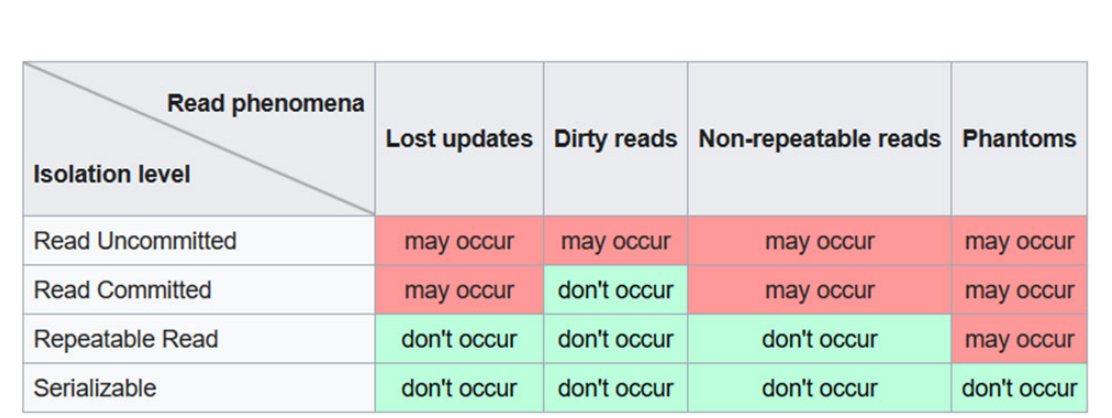 Read phenomena
Isolation level
Lost updates Dirty reads Non-repeatable reads Phantoms
Read Uncommitted may occur may occur may occur may occur
Read Committed may occur don't occur may occur may occur
Repeatable Read don't occur don't occur don't occur may occur
Serializable don't occur don't occur don't occur don't occur